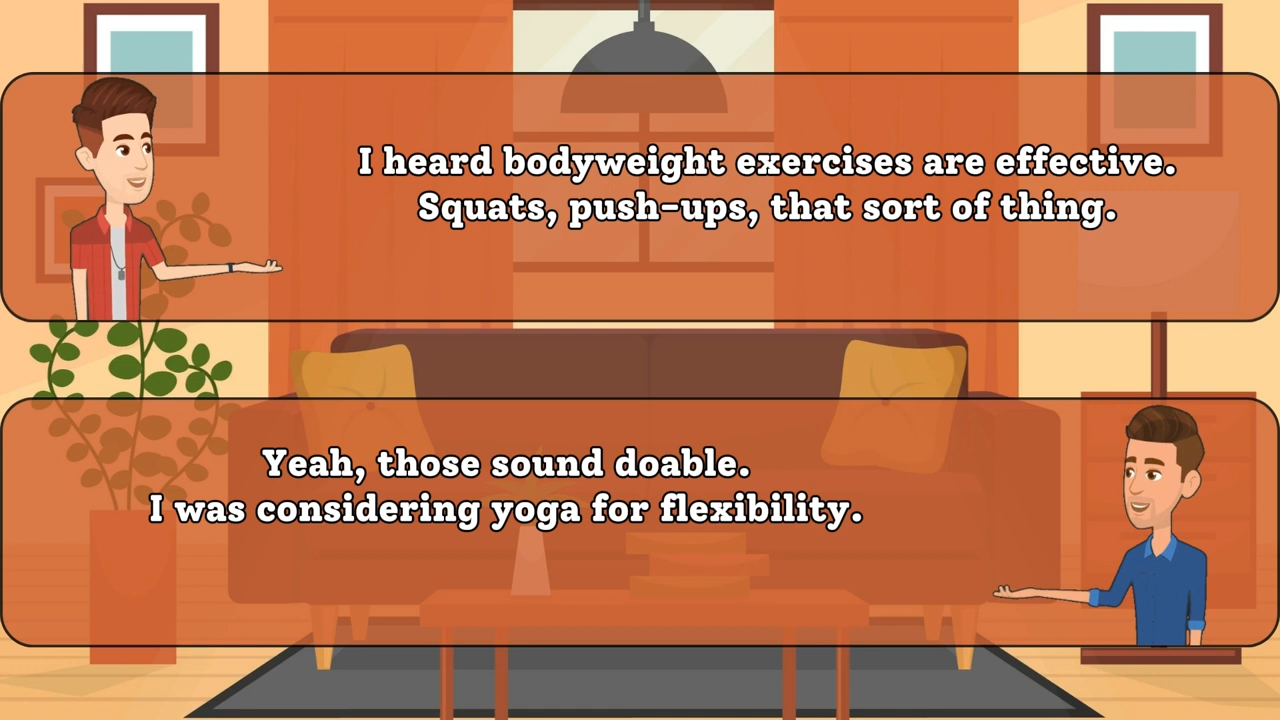 I heard bodyweight exercises are effective.
Squats, push-ups, that sort of thing.
Yeah, those sound doable.
I was considering yoga for flexibility.